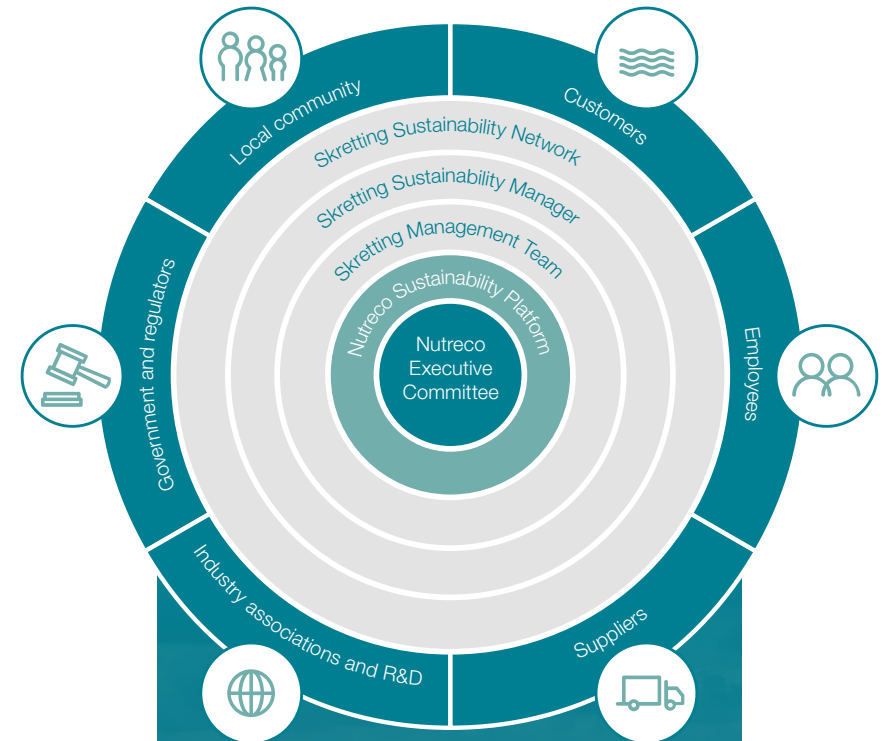 Local community
Customers
Skretting Sustainability Network
Skretting Sustainability Manager
Skretting Management Team
Nutreco Sustainability Platform
Nutreco
Executive
Committee
Government and regulators
Employees
Industry associations and R&D
Suppliers